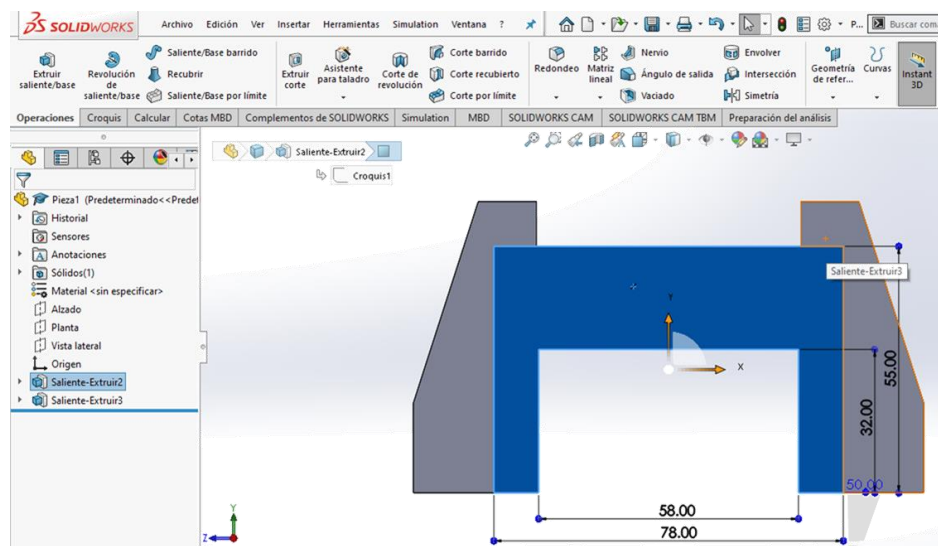 SOLIDWORKS
Archivo Edición Ver Insertar Herramientas Simulation Ventana ?
P... Buscar com
Extruir saliente/base
Revolución de saliente/base
Saliente/Base barrido
Recubrir
Saliente/Base por límite
Extruir corte
Asistente para taladro
Corte de revolución
Corte barrido
Corte recubierto
Corte por límite
Redondeo
Matriz lineal
Nervio
Ángulo de salida
Vaciado
Envolver
Intersección
Simetría
Geometría de refer...
Curvas
Instant 3D
Operaciones Croquis Calcular Cotas MBD Complementos de SOLIDWORKS Simulation MBD SOLIDWORKS CAM SOLIDWORKS CAM TBM Preparación del análisis
Saliente-Extruir2
Croquis1
Pieza1 (Predeterminado<<Predet
Historial
Sensores
Anotaciones
Sólidos(1)
Material <sin especificar>
Alzado
Planta
Vista lateral
Origen
Saliente-Extruir2
Saliente-Extruir3
Saliente-Extruir3
Y
X
55.00
32.00
50.00
58.00
78.00
Y
Z